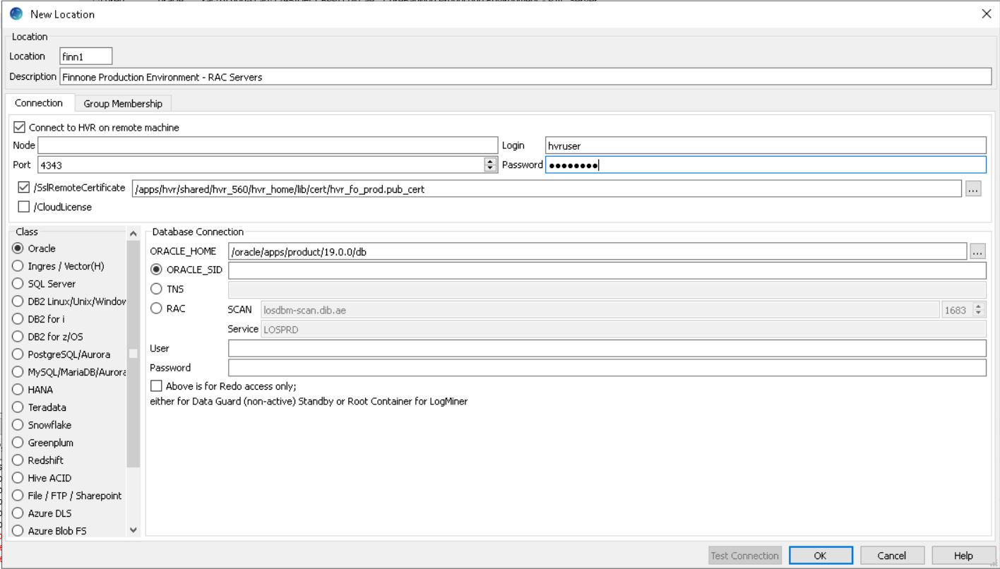 New Location
Location
Location finn1
Description Finnone Production Environment - RAC Servers
Connection Group Membership
Connect to HVR on remote machine
Node Login hvruser
Port 4343 Password ●●●●●●●●
/SslRemoteCertificate /apps/hvr/shared/hvr_560/hvr_home/lib/cert/hvr_fo_prod.pub_cert ...
/CloudLicense
Class
Oracle
Ingres / Vector(H)
SQL Server
DB2 Linux/Unix/Window
DB2 for i
DB2 for z/OS
PostgreSQL/Aurora
MySQL/MariaDB/Aurora
HANA
Teradata
Snowflake
Greenplum
Redshift
Hive ACID
File / FTP / Sharepoint
Azure DLS
Azure Blob FS
Database Connection
ORACLE_HOME /oracle/apps/product/19.0.0/db ...
ORACLE_SID
TNS
RAC SCAN losdbm-scan.dib.ae 1683
Service LOSPRD
User
Password
Above is for Redo access only;
either for Data Guard (non-active) Standby or Root Container for LogMiner
Test Connection OK Cancel Help